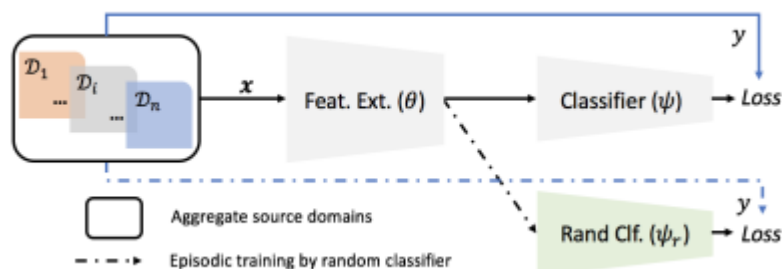 y
𝒟₁
𝒟ᵢ
𝒟ₙ
...
...
x
Feat. Ext. (θ)
Classifier (ψ)
Loss
y
Rand Clf. (ψᵣ)
Loss
Aggregate source domains
Episodic training by random classifier